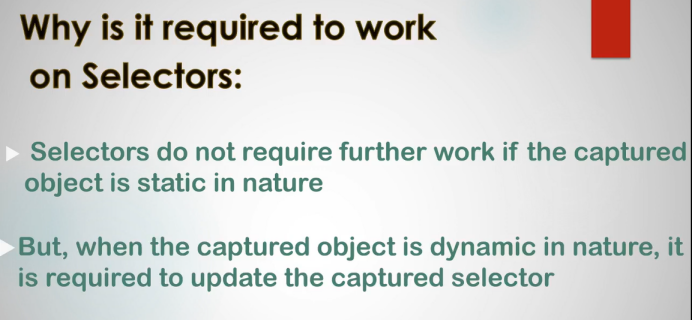 Why is it required to work
on Selectors:
Selectors do not require further work if the captured
object is static in nature
But, when the captured object is dynamic in nature, it
is required to update the captured selector